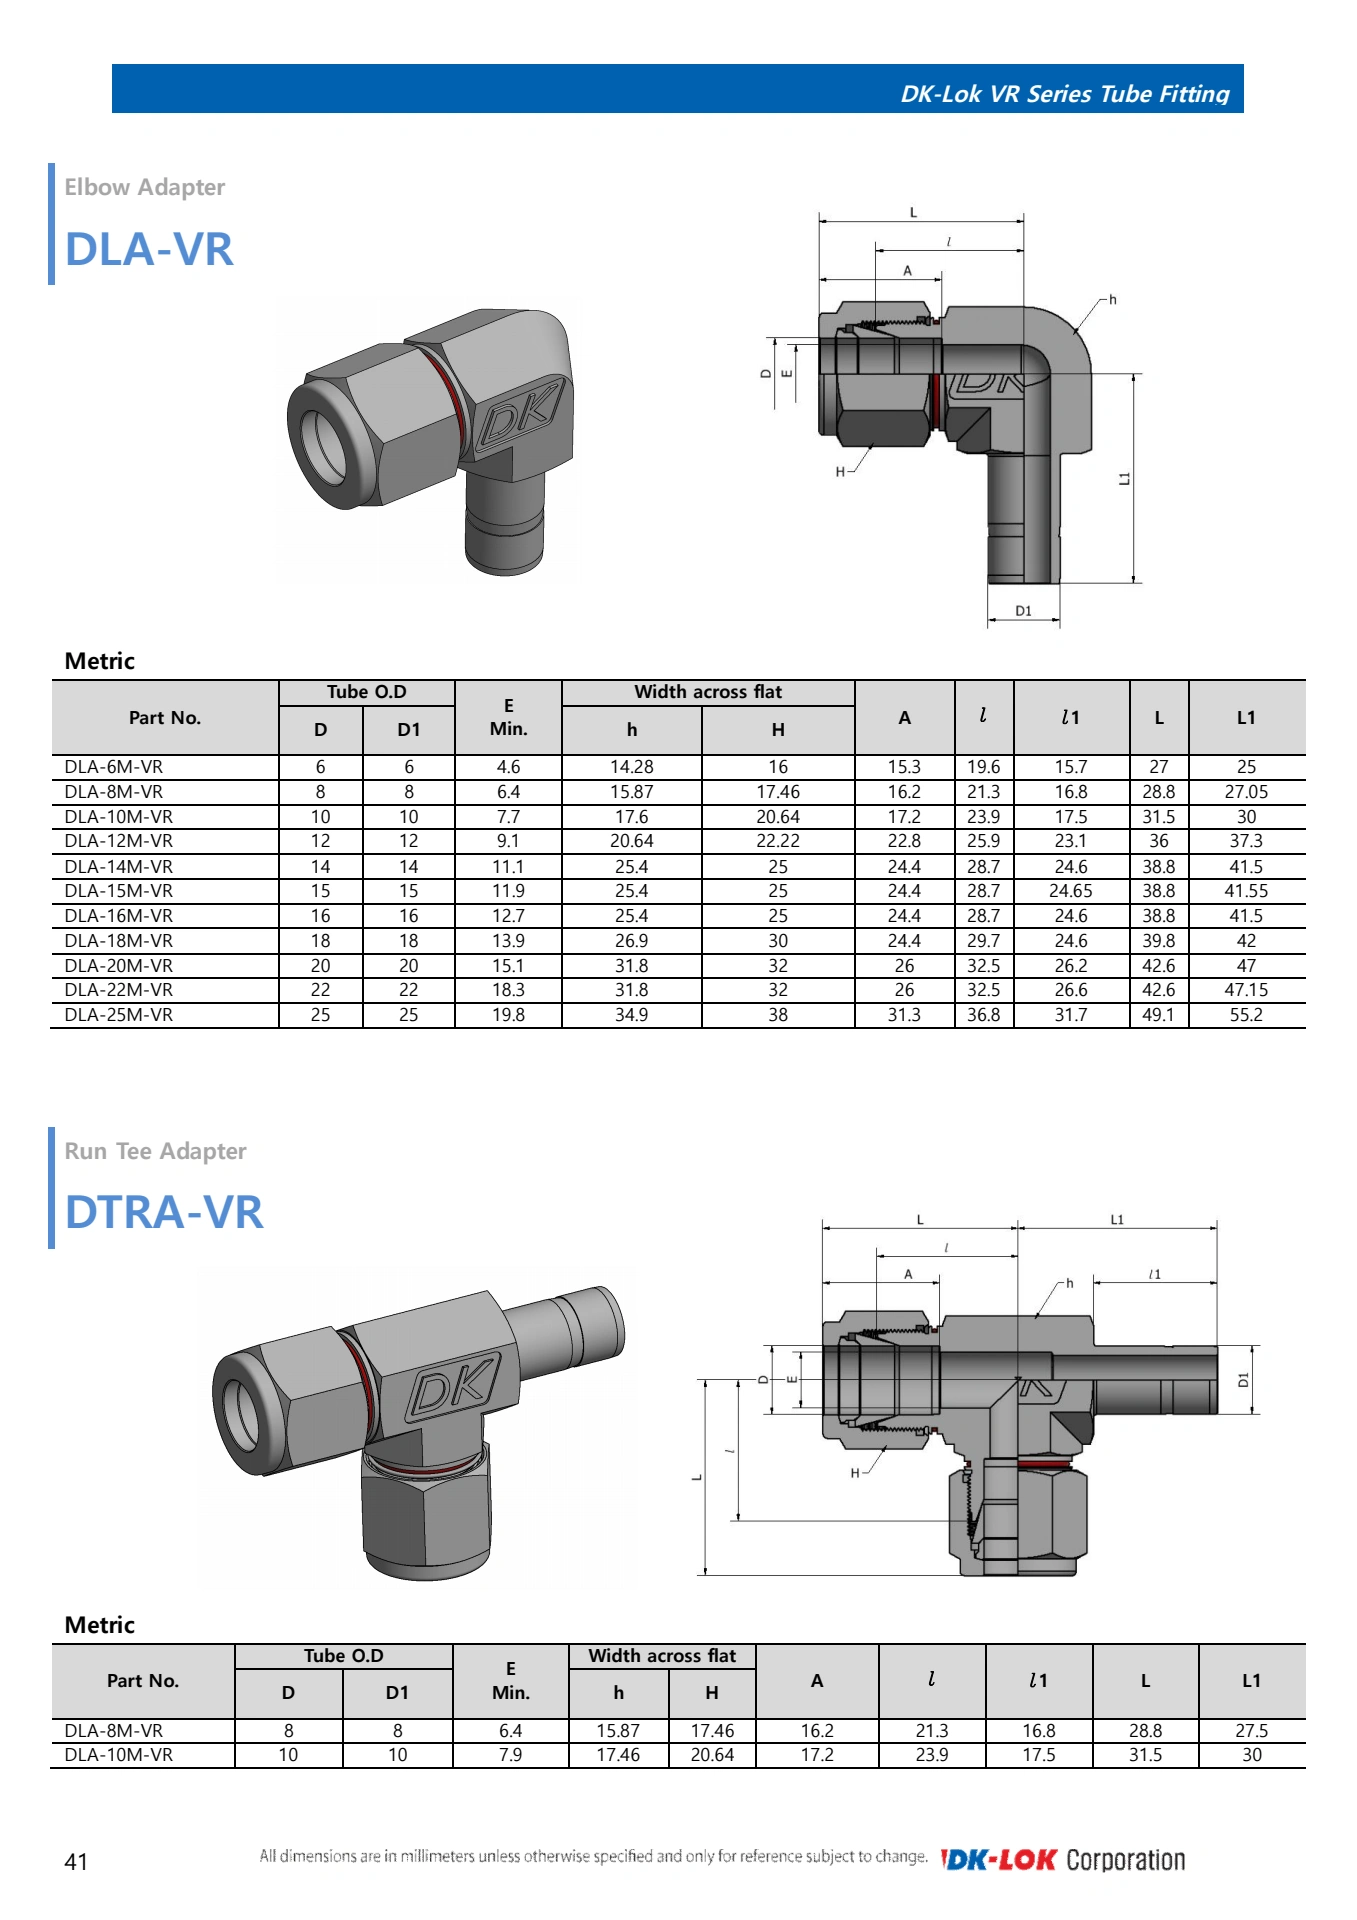 DK-Lok VR Series Tube Fitting
Elbow Adapter
DLA-VR
L
l
A
h
D
E
DK
H
L1
D1
DK
Metric
Part No. Tube O.D E Min. Width across flat A l l1 L L1
D D1 h H
DLA-6M-VR 6 6 4.6 14.28 16 15.3 19.6 15.7 27 25
DLA-8M-VR 8 8 6.4 15.87 17.46 16.2 21.3 16.8 28.8 27.05
DLA-10M-VR 10 10 7.7 17.6 20.64 17.2 23.9 17.5 31.5 30
DLA-12M-VR 12 12 9.1 20.64 22.22 22.8 25.9 23.1 36 37.3
DLA-14M-VR 14 14 11.1 25.4 25 24.4 28.7 24.6 38.8 41.5
DLA-15M-VR 15 15 11.9 25.4 25 24.4 28.7 24.65 38.8 41.55
DLA-16M-VR 16 16 12.7 25.4 25 24.4 28.7 24.6 38.8 41.5
DLA-18M-VR 18 18 13.9 26.9 30 24.4 29.7 24.6 39.8 42
DLA-20M-VR 20 20 15.1 31.8 32 26 32.5 26.2 42.6 47
DLA-22M-VR 22 22 18.3 31.8 32 26 32.5 26.6 42.6 47.15
DLA-25M-VR 25 25 19.8 34.9 38 31.3 36.8 31.7 49.1 55.2
Run Tee Adapter
DTRA-VR
L L1
l
A h l1
D E D1
K
l
L
H
DK
Metric
Part No. Tube O.D E Min. Width across flat A l l1 L L1
D D1 h H
DLA-8M-VR 8 8 6.4 15.87 17.46 16.2 21.3 16.8 28.8 27.5
DLA-10M-VR 10 10 7.9 17.46 20.64 17.2 23.9 17.5 31.5 30
41 All dimensions are in millimeters unless otherwise specified and only for reference subject to change. DK-LOK Corporation